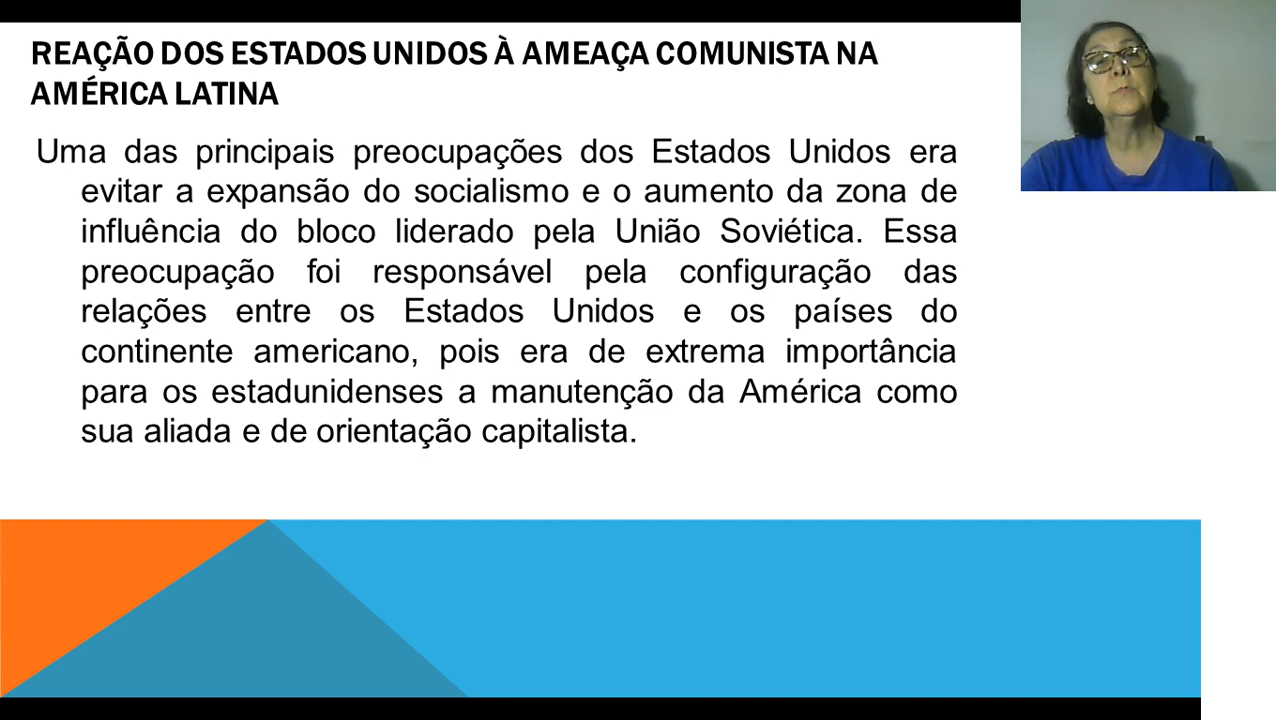 REAÇÃO DOS ESTADOS UNIDOS À AMEAÇA COMUNISTA NA
AMÉRICA LATINA
Uma das principais preocupações dos Estados Unidos era
evitar a expansão do socialismo e o aumento da zona de
influência do bloco liderado pela União Soviética. Essa
preocupação foi responsável pela configuração das
relações entre os Estados Unidos e os países do
continente americano, pois era de extrema importância
para os estadunidenses a manutenção da América como
sua aliada e de orientação capitalista.